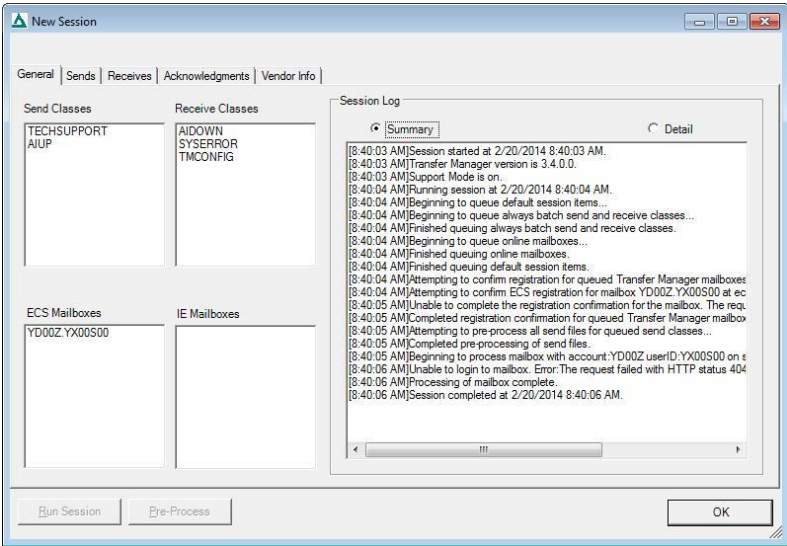 New Session
General Sends Receives Acknowledgments Vendor Info
Send Classes
TECHSUPPORT
AIUP
Receive Classes
AIDOWN
SYSERROR
TMCONFIG
ECS Mailboxes
YD00Z.YX00S00
IE Mailboxes
Session Log
Summary Detail
[8:40:03 AM]Session started at 2/20/2014 8:40:03 AM.
[8:40:03 AM]Transfer Manager version is 3.4.0.0.
[8:40:03 AM]Support Mode is on.
[8:40:04 AM]Running session at 2/20/2014 8:40:04 AM.
[8:40:04 AM]Beginning to queue default session items...
[8:40:04 AM]Beginning to queue always batch send and receive classes...
[8:40:04 AM]Finished queuing always batch send and receive classes.
[8:40:04 AM]Beginning to queue online mailboxes...
[8:40:04 AM]Finished queuing online mailboxes.
[8:40:04 AM]Finished queuing default session items.
[8:40:04 AM]Attempting to confirm registration for queued Transfer Manager mailboxes
[8:40:04 AM]Attempting to confirm ECS registration for mailbox YD00Z.YX00S00 at ec
[8:40:05 AM]Unable to complete the registration confirmation for the mailbox. The requ
[8:40:05 AM]Completed registration confirmation for queued Transfer Manager mailbox
[8:40:05 AM]Attempting to pre-process all send files for queued send classes...
[8:40:05 AM]Completed pre-processing of send files.
[8:40:05 AM]Beginning to process mailbox with account:YD00Z userID:YX00S00 on s
[8:40:06 AM]Unable to login to mailbox. Error:The request failed with HTTP status 404
[8:40:06 AM]Processing of mailbox complete.
[8:40:06 AM]Session completed at 2/20/2014 8:40:06 AM.
Run Session Pre-Process OK